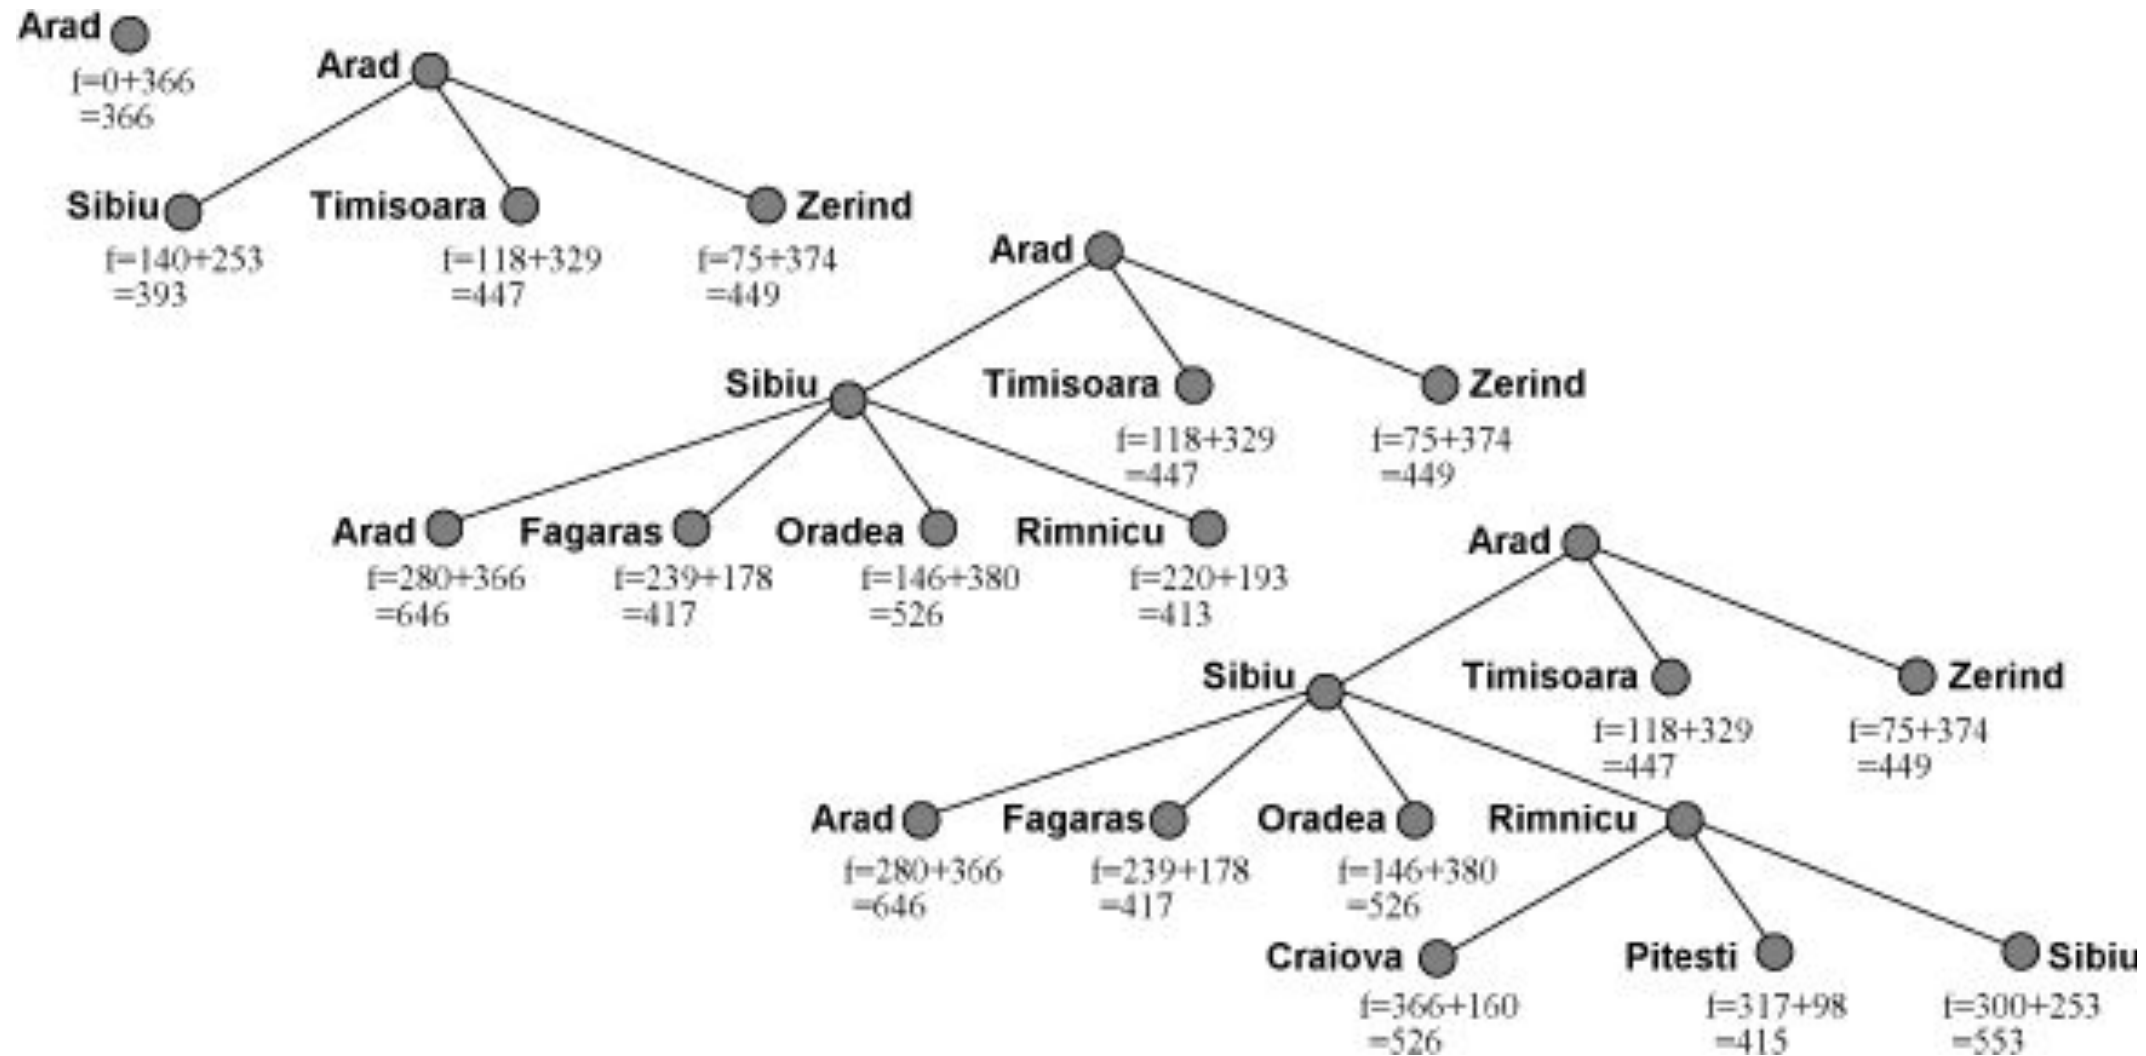 Arad
f=0+366
=366
Arad
Sibiu
f=140+253
=393
Timisoara
f=118+329
=447
Zerind
f=75+374
=449
Arad
Sibiu
Timisoara
f=118+329
=447
Zerind
f=75+374
=449
Arad
f=280+366
=646
Fagaras
f=239+178
=417
Oradea
f=146+380
=526
Rimnicu
f=220+193
=413
Arad
Sibiu
Timisoara
f=118+329
=447
Zerind
f=75+374
=449
Arad
f=280+366
=646
Fagaras
f=239+178
=417
Oradea
f=146+380
=526
Rimnicu
Craiova
f=366+160
=526
Pitesti
f=317+98
=415
Sibiu
f=300+253
=553